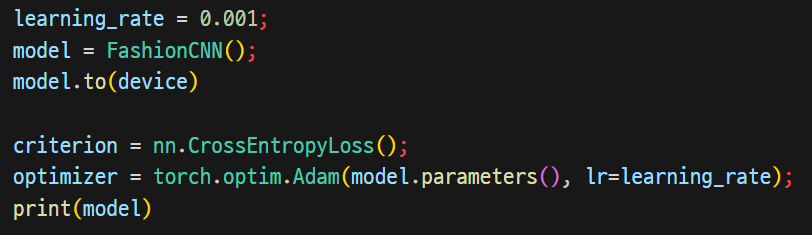 learning_rate = 0.001;
model = FashionCNN();
model.to(device)
criterion = nn.CrossEntropyLoss();
optimizer = torch.optim.Adam(model.parameters(), lr=learning_rate);
print(model)